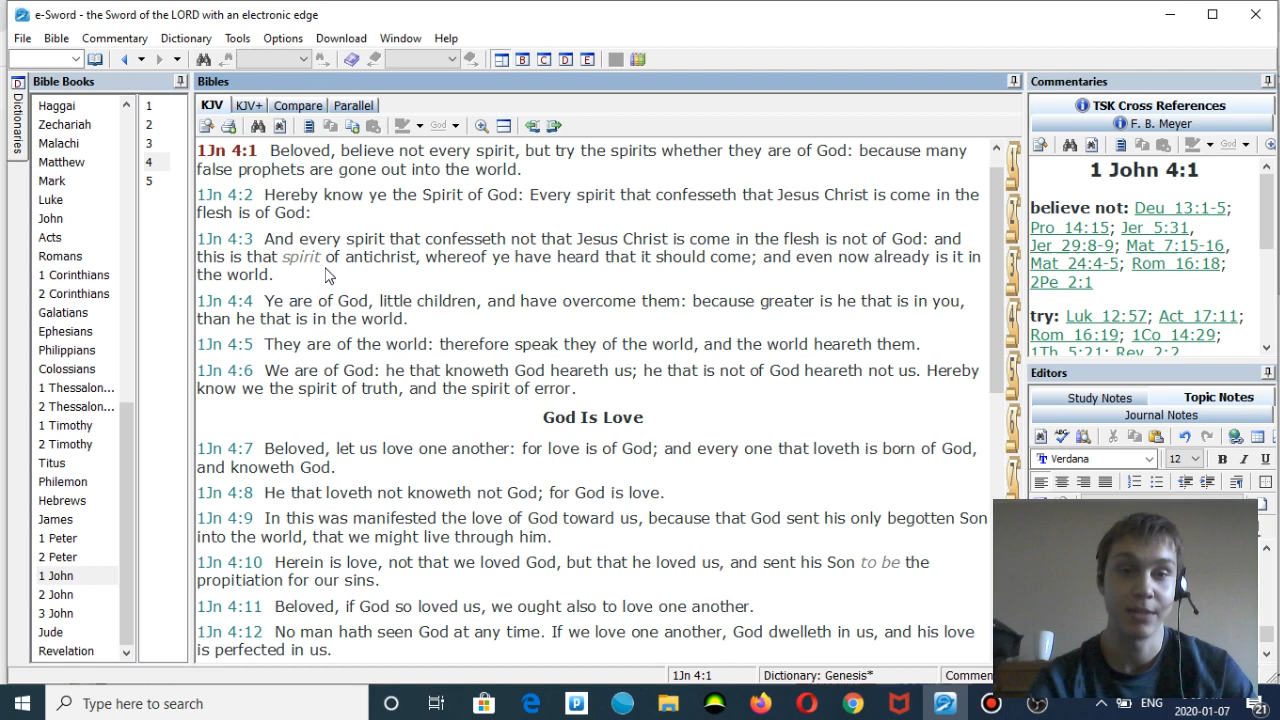 e-Sword - the Sword of the LORD with an electronic edge
File Bible Commentary Dictionary Tools Options Download Window Help
B C D E
Dictionaries
Bible Books
Haggai
Zechariah
Malachi
Matthew
Mark
Luke
John
Acts
Romans
1 Corinthians
2 Corinthians
Galatians
Ephesians
Philippians
Colossians
1 Thessalon...
2 Thessalon...
1 Timothy
2 Timothy
Titus
Philemon
Hebrews
James
1 Peter
2 Peter
1 John
2 John
3 John
Jude
Revelation
1
2
3
4
5
Bibles
KJV KJV+ Compare Parallel
God
1Jn 4:1 Beloved, believe not every spirit, but try the spirits whether they are of God: because many
false prophets are gone out into the world.
1Jn 4:2 Hereby know ye the Spirit of God: Every spirit that confesseth that Jesus Christ is come in the
flesh is of God:
1Jn 4:3 And every spirit that confesseth not that Jesus Christ is come in the flesh is not of God: and
this is that spirit of antichrist, whereof ye have heard that it should come; and even now already is it in
the world.
1Jn 4:4 Ye are of God, little children, and have overcome them: because greater is he that is in you,
than he that is in the world.
1Jn 4:5 They are of the world: therefore speak they of the world, and the world heareth them.
1Jn 4:6 We are of God: he that knoweth God heareth us; he that is not of God heareth not us. Hereby
know we the spirit of truth, and the spirit of error.
God Is Love
1Jn 4:7 Beloved, let us love one another: for love is of God; and every one that loveth is born of God,
and knoweth God.
1Jn 4:8 He that loveth not knoweth not God; for God is love.
1Jn 4:9 In this was manifested the love of God toward us, because that God sent his only begotten Son
into the world, that we might live through him.
1Jn 4:10 Herein is love, not that we loved God, but that he loved us, and sent his Son to be the
propitiation for our sins.
1Jn 4:11 Beloved, if God so loved us, we ought also to love one another.
1Jn 4:12 No man hath seen God at any time. If we love one another, God dwelleth in us, and his love
is perfected in us.
1
2
3
4
5
6
7
Commentaries
TSK Cross References
F. B. Meyer
God
1 John 4:1
believe not: Deu 13:1-5;
Pro 14:15; Jer 5:31,
Jer 29:8-9; Mat 7:15-16,
Mat 24:4-5; Rom 16:18;
2Pe 2:1
try: Luk 12:57; Act 17:11;
Rom 16:19; 1Co 14:29;
1Th 5:21; Rev 2:2
Editors
Study Notes Topic Notes
Journal Notes
Verdana 12 B I U
1Jn 4:1 Dictionary: Genesis* Commen
Type here to search
ENG
2020-01-07
21